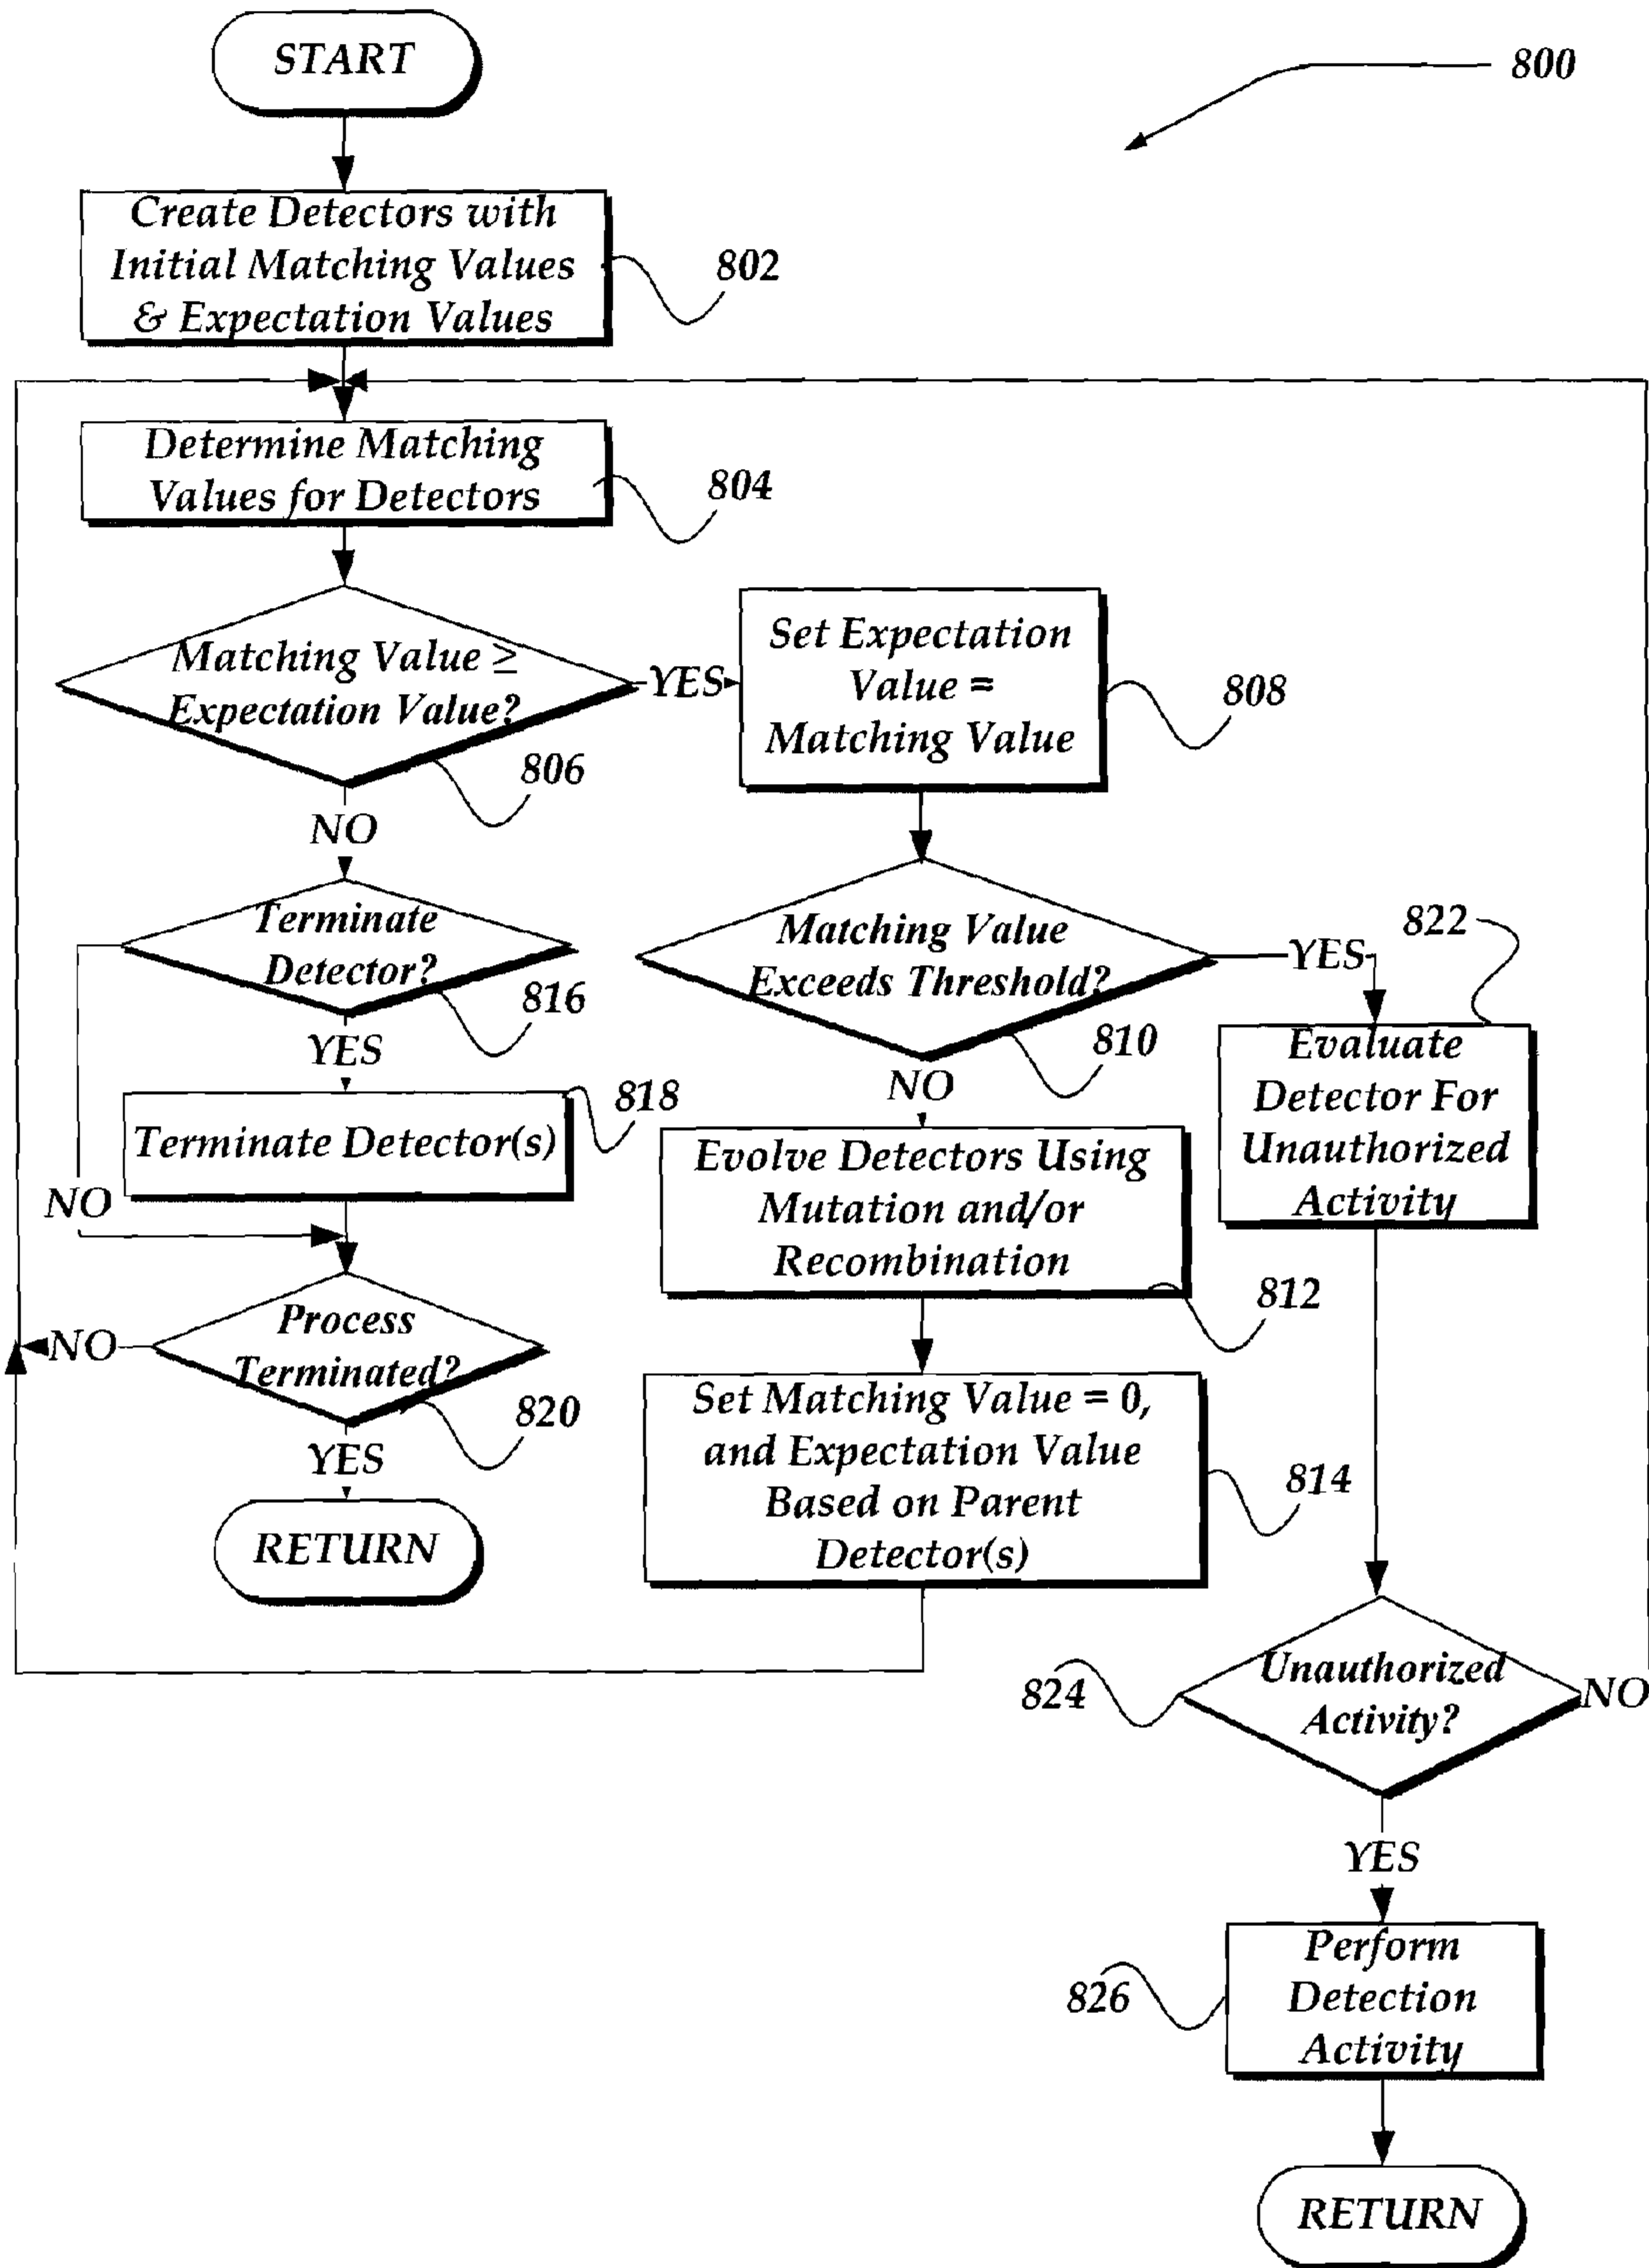 START
800
Create Detectors with
Initial Matching Values
& Expectation Values
802
Determine Matching
Values for Detectors
804
Matching Value ≥
Expectation Value?
806
YES
Set Expectation
Value =
Matching Value
808
NO
Terminate
Detector?
816
Matching Value
Exceeds Threshold?
810
YES
822
Evaluate
Detector For
Unauthorized
Activity
YES
818
Terminate Detector(s)
NO
NO
Evolve Detectors Using
Mutation and/or
Recombination
812
Process
Terminated?
820
NO
YES
RETURN
Set Matching Value = 0,
and Expectation Value
Based on Parent
Detector(s)
814
824
Unauthorized
Activity?
NO
YES
826
Perform
Detection
Activity
RETURN